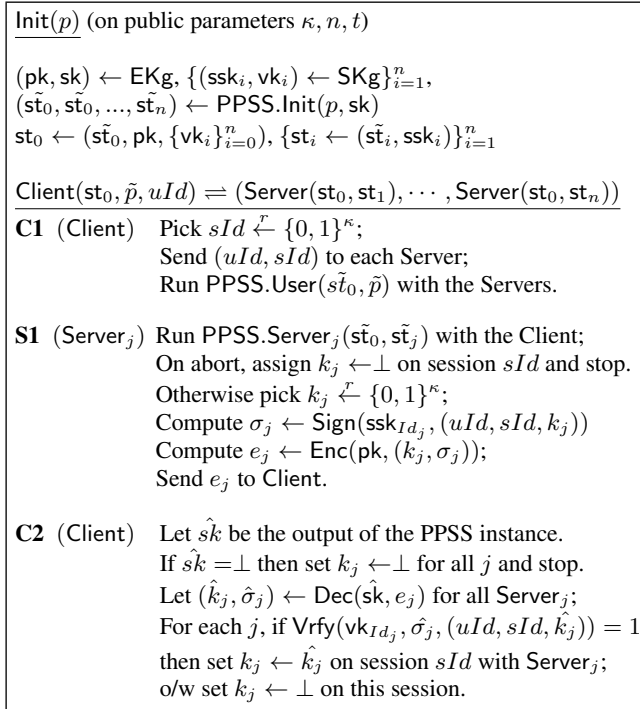 Init(p) (on public parameters κ, n, t)
(pk, sk) ← EKg, {(ssk_i, vk_i) ← SKg}_{i=1}^n,
(s̃t_0, s̃t_0, ..., s̃t_n) ← PPSS.Init(p, sk)
st_0 ← (s̃t_0, pk, {vk_i}_{i=0}^n), {st_i ← (s̃t_i, ssk_i)}_{i=1}^n
Client(st_0, p̃, uId) ⇌ (Server(st_0, st_1), ⋯ , Server(st_0, st_n))
C1 (Client) Pick sId ←^r {0, 1}^κ;
Send (uId, sId) to each Server;
Run PPSS.User(s̃t_0, p̃) with the Servers.
S1 (Server_j) Run PPSS.Server_j(s̃t_0, s̃t_j) with the Client;
On abort, assign k_j ←⊥ on session sId and stop.
Otherwise pick k_j ←^r {0, 1}^κ;
Compute σ_j ← Sign(ssk_{Id_j}, (uId, sId, k_j))
Compute e_j ← Enc(pk, (k_j, σ_j));
Send e_j to Client.
C2 (Client) Let ŝk be the output of the PPSS instance.
If ŝk =⊥ then set k_j ←⊥ for all j and stop.
Let (k̂_j, σ̂_j) ← Dec(ŝk, e_j) for all Server_j;
For each j, if Vrfy(vk_{Id_j}, σ̂_j, (uId, sId, k̂_j)) = 1
then set k_j ← k̂_j on session sId with Server_j;
o/w set k_j ← ⊥ on this session.